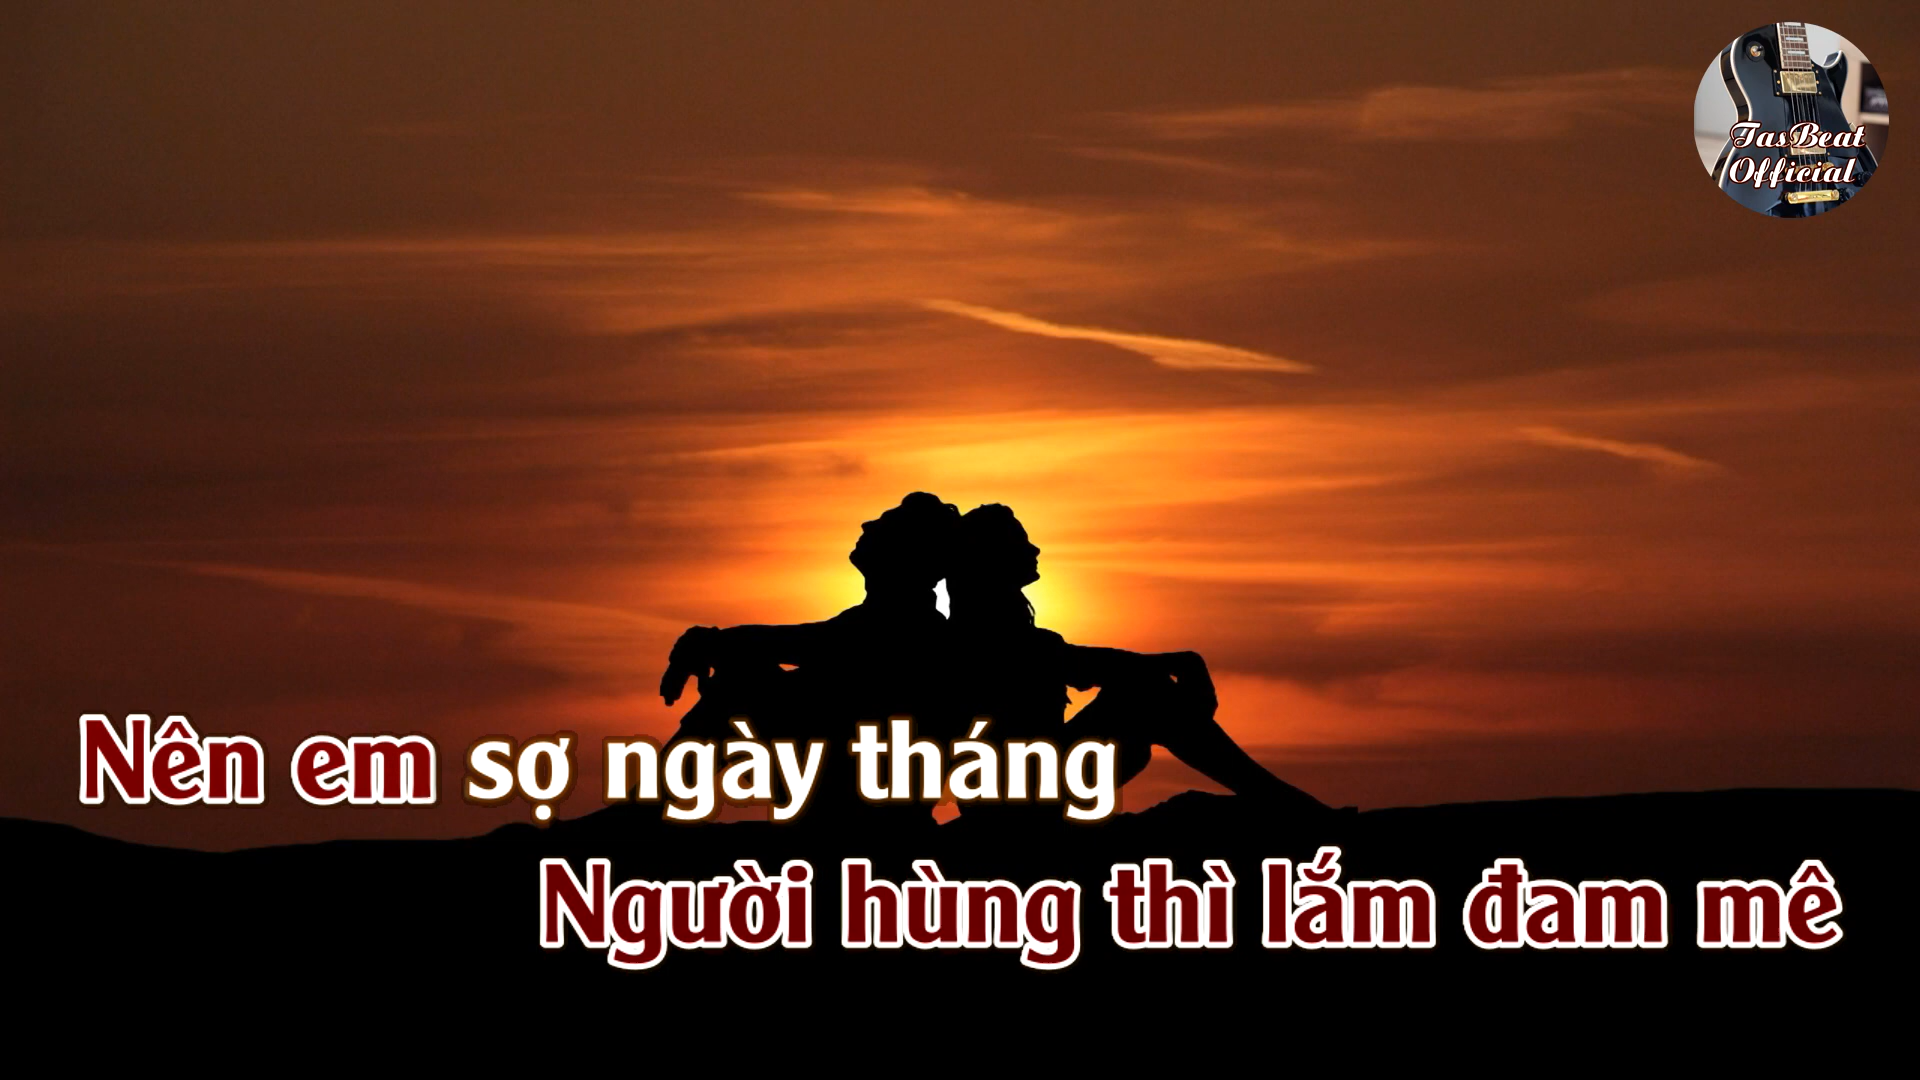 TasBeat
Official
Nên em sợ ngày tháng
Người hùng thì lắm đam mê